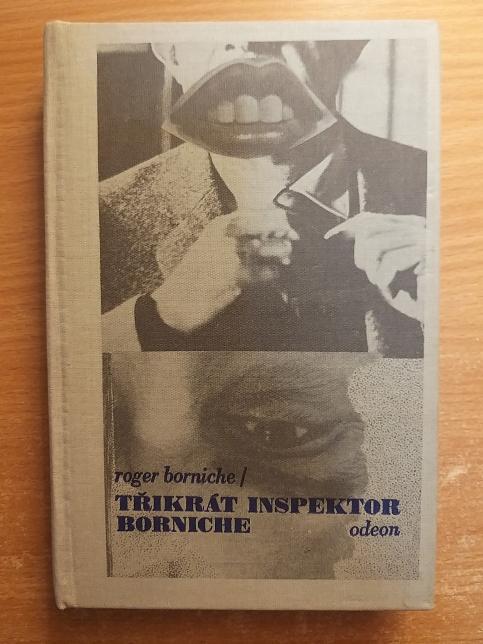 roger borniche /
TŘIKRÁT INSPEKTOR
BORNICHE odeon